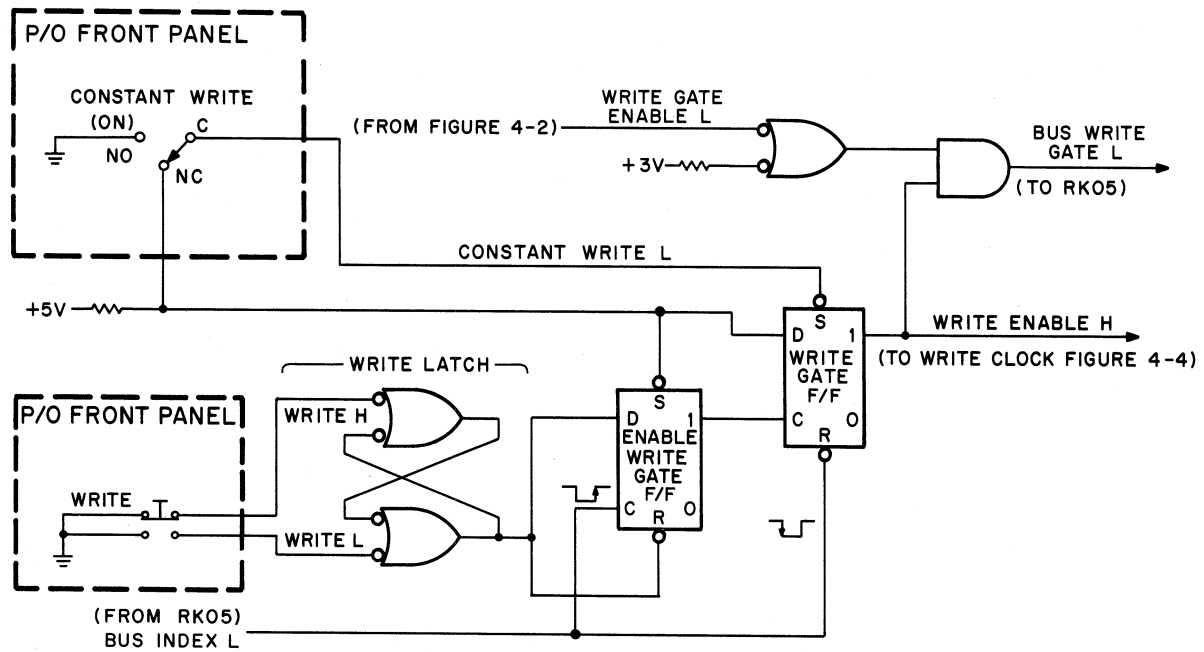 P/O FRONT PANEL
CONSTANT WRITE
(ON)
C
NO
NC
(FROM FIGURE 4-2)
WRITE GATE
ENABLE L
+3V
BUS WRITE
GATE L
(TO RK05)
CONSTANT WRITE L
+5V
S
D 1
WRITE
GATE
F/F
C 0
R
WRITE ENABLE H
(TO WRITE CLOCK FIGURE 4-4)
WRITE LATCH
P/O FRONT PANEL
WRITE
WRITE H
WRITE L
S
D 1
ENABLE
WRITE
GATE
F/F
C 0
R
(FROM RK05)
BUS INDEX L